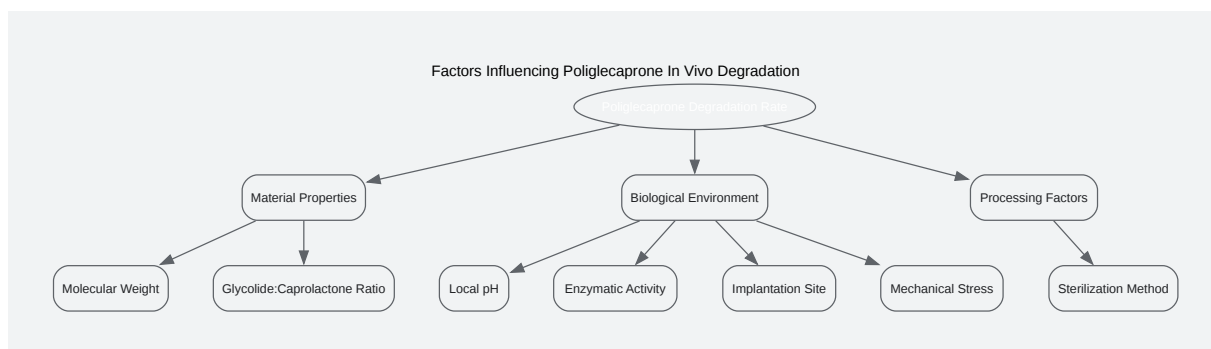 Factors Influencing Poliglecaprone In Vivo Degradation
Poliglecaprone Degradation Rate
Material Properties
Biological Environment
Processing Factors
Molecular Weight
Glycolide:Caprolactone Ratio
Local pH
Enzymatic Activity
Implantation Site
Mechanical Stress
Sterilization Method